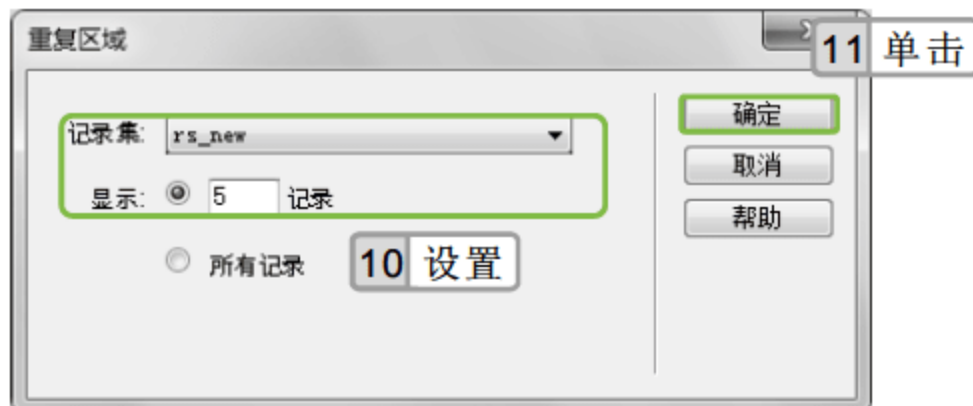 重复区域
11 单击
记录集: rs_new
确定
取消
显示: 5 记录
帮助
所有记录
10 设置